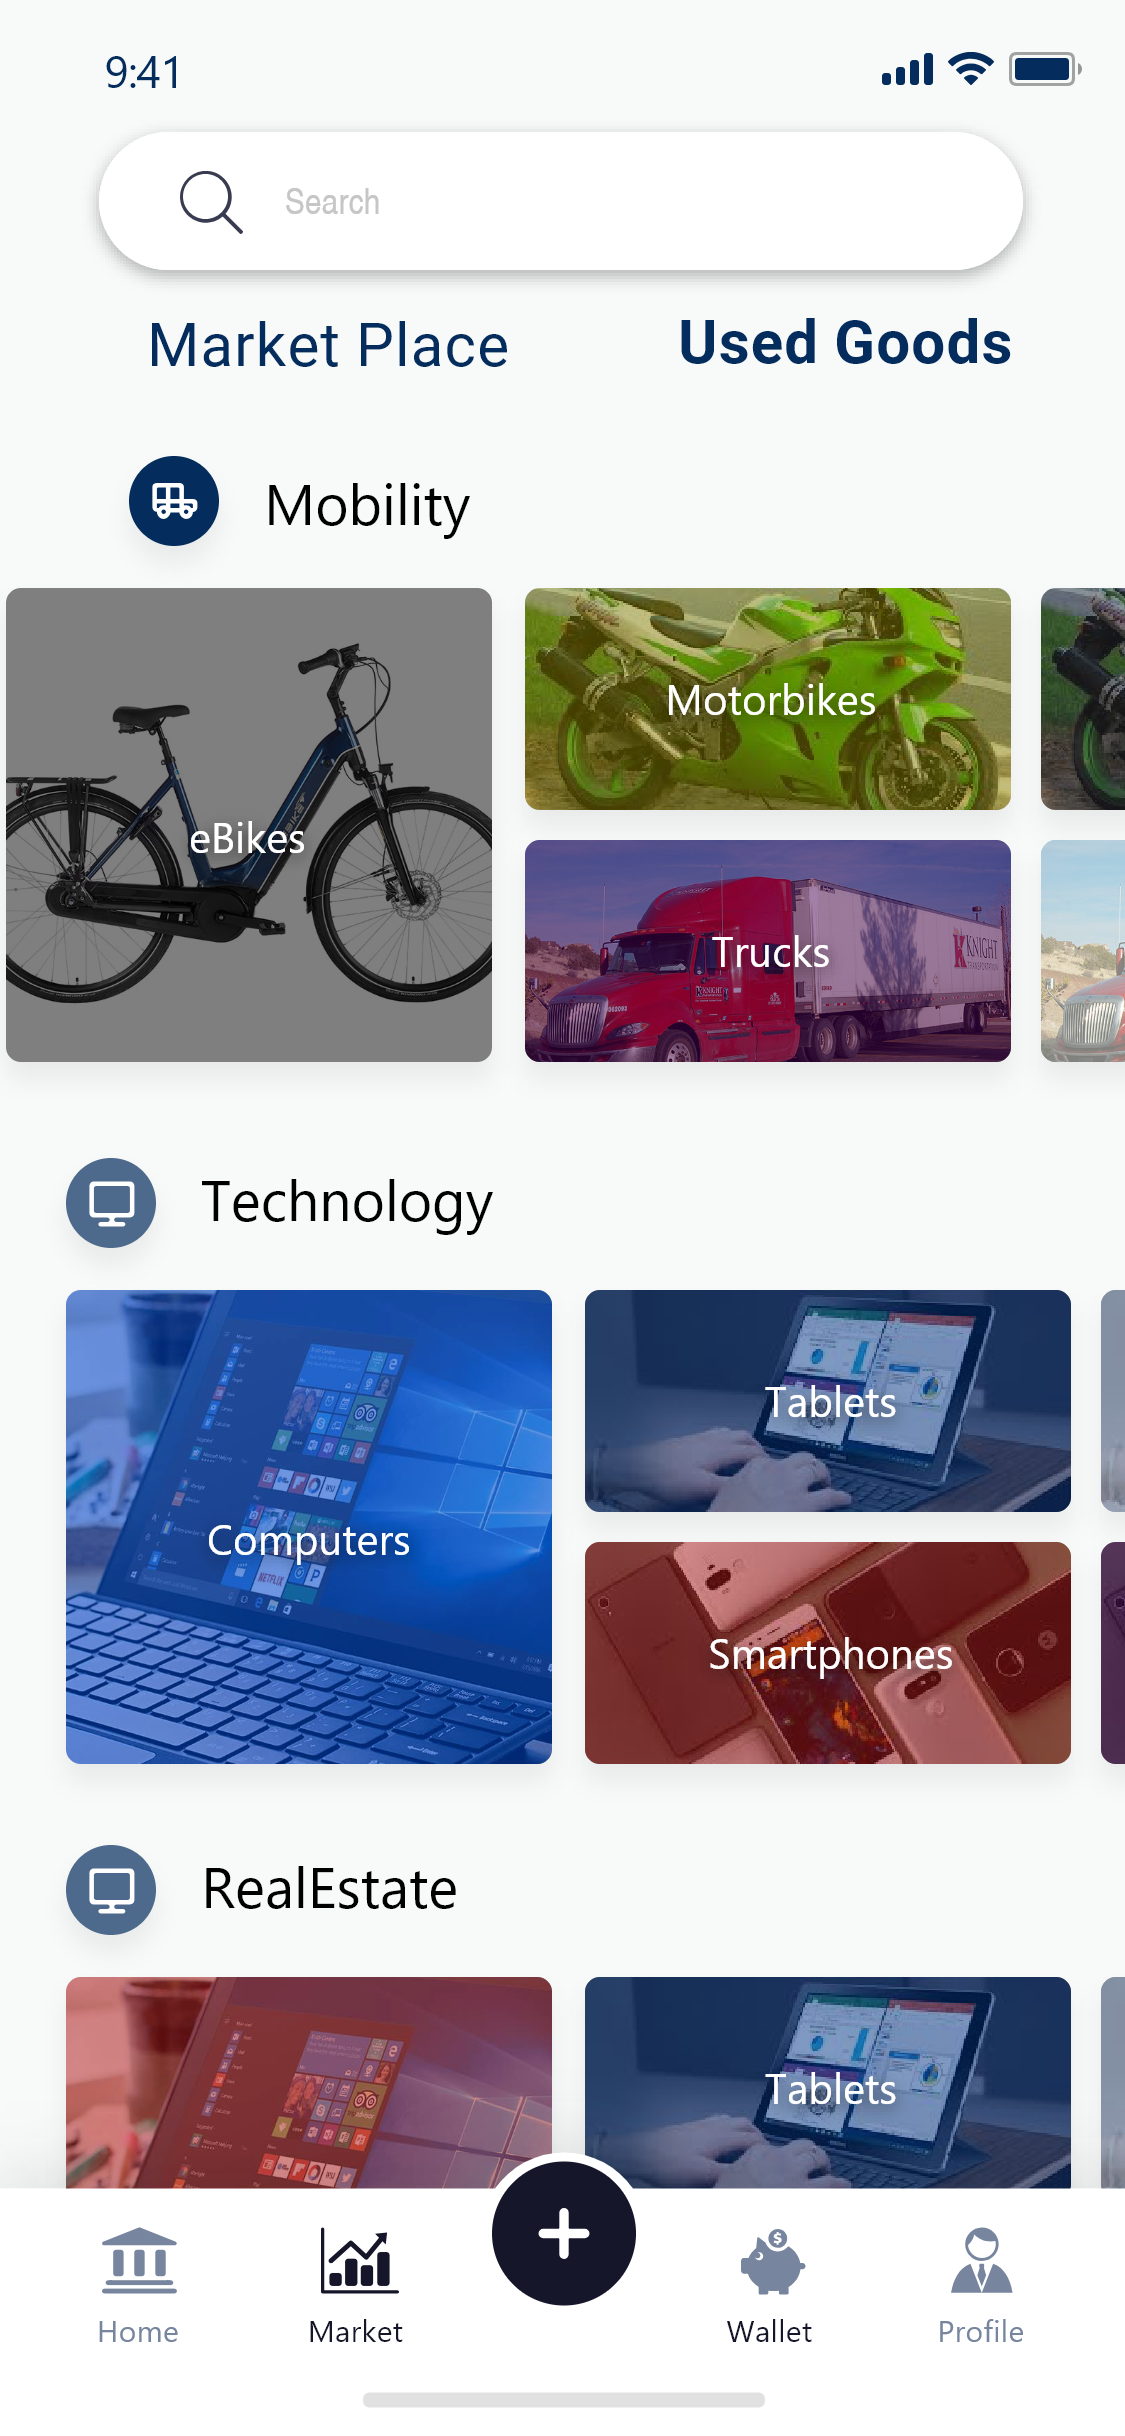 9:41
Search
Market Place
Used Goods
Mobility
eBikes
Motorbikes
Trucks
KNIGHT
Technology
Computers
NETFLIX
Tablets
Smartphones
RealEstate
Tablets
Home
Market
Wallet
Profile